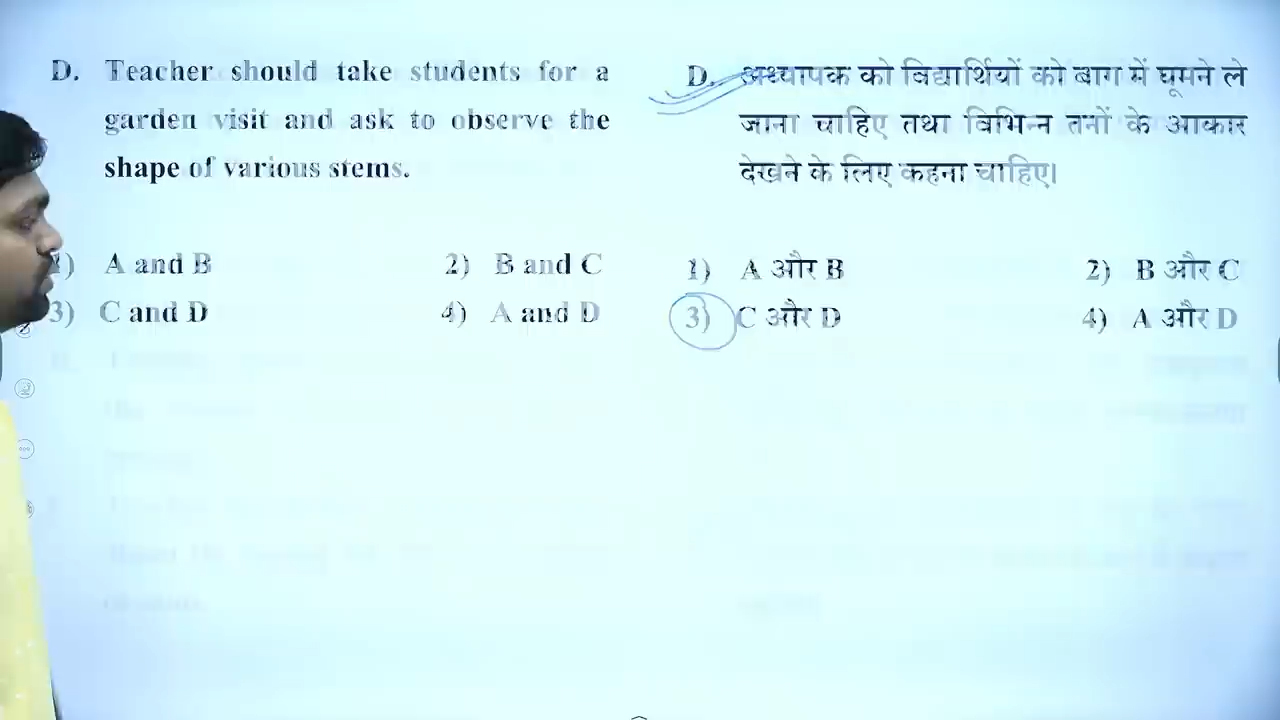 D. Teacher should take students for a
garden visit and ask to observe the
shape of various stems.
1) A and B 2) B and C
3) C and D 4) A and D
D. अध्यापक को विद्यार्थियों को बाग में घूमने ले
जाना चाहिए तथा विभिन्न तनों के आकार
देखने के लिए कहना चाहिए।
1) A और B 2) B और C
3) C और D 4) A और D